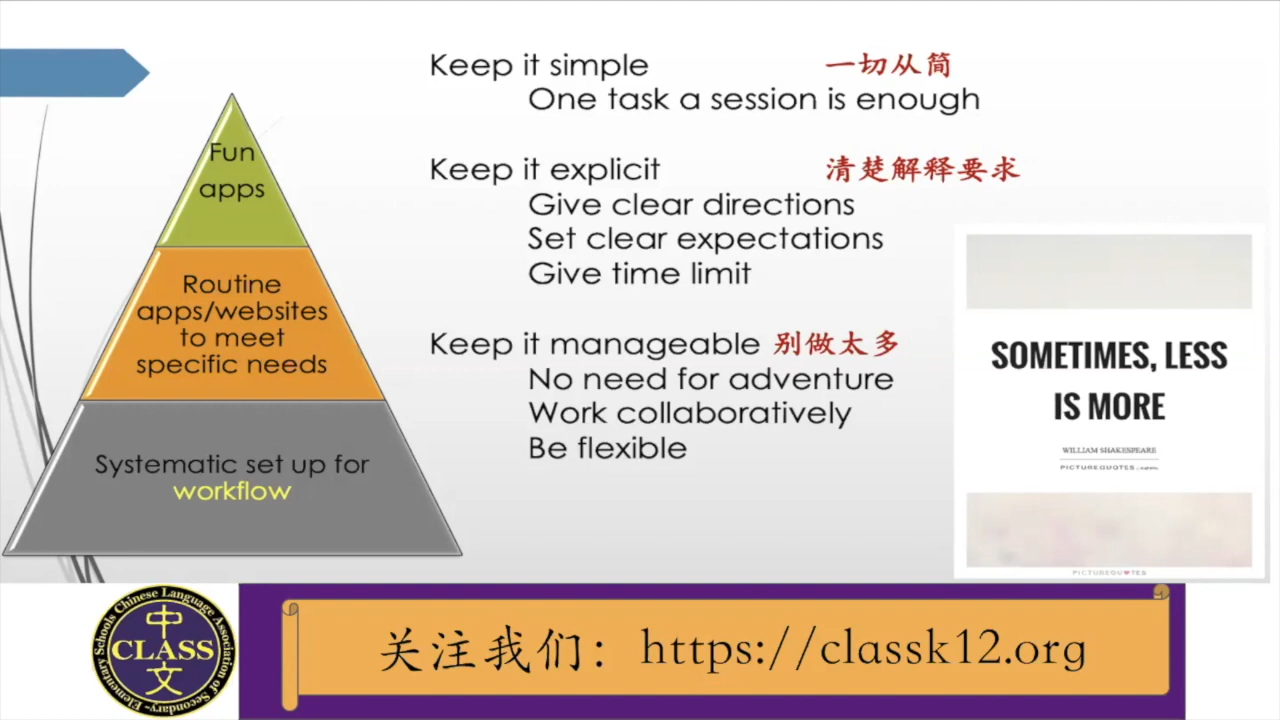 Fun
apps
Routine
apps/websites
to meet
specific needs
Systematic set up for
workflow
Keep it simple 一切从简
One task a session is enough
Keep it explicit 清楚解释要求
Give clear directions
Set clear expectations
Give time limit
Keep it manageable 别做太多
No need for adventure
Work collaboratively
Be flexible
SOMETIMES, LESS
IS MORE
WILLIAM SHAKESPEARE
PICTUREQUOTES
PICTUREQU♥TES
Chinese Language Association of Secondary-Elementary Schools
中
CLASS
文
关注我们：https://classk12.org